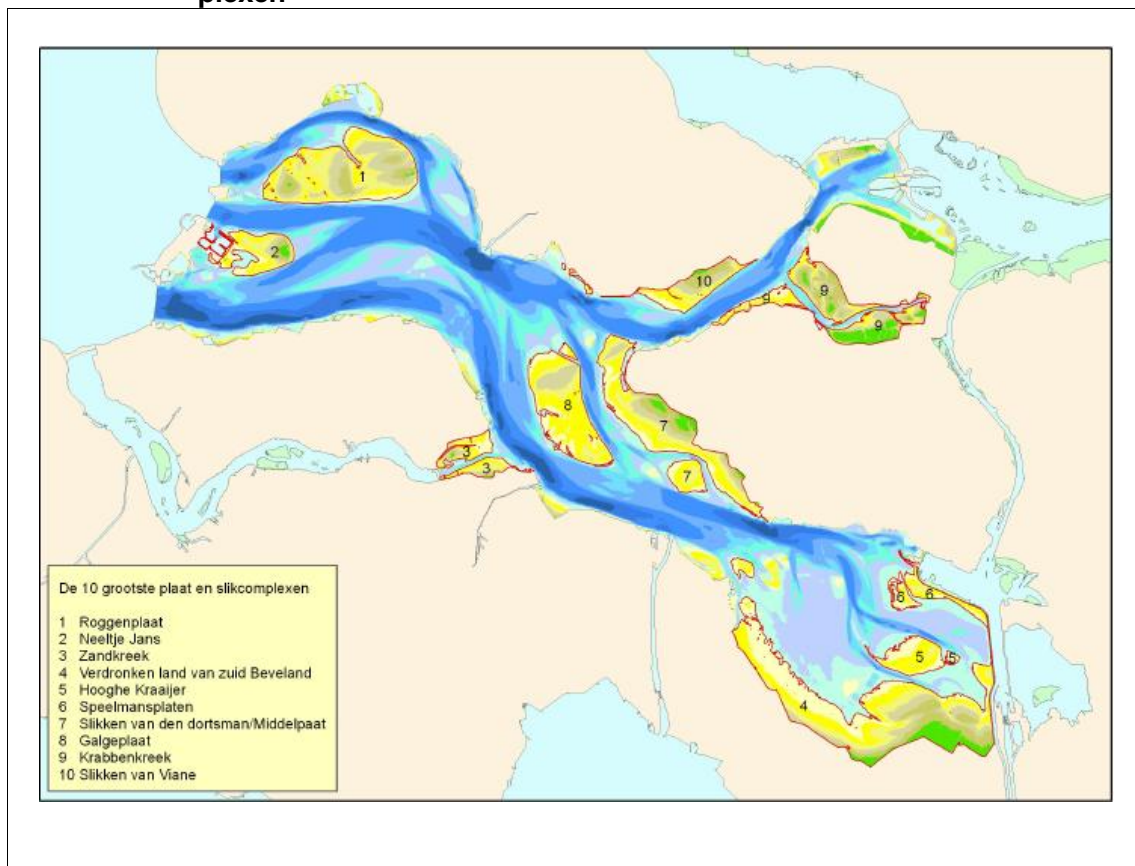 plexen
1
2
10
9
9
9
8
7
7
3
3
6
6
5
5
4
De 10 grootste plaat en slikcomplexen
1 Roggenplaat
2 Neeltje Jans
3 Zandkreek
4 Verdronken land van zuid Beveland
5 Hooghe Kraaijer
6 Speelmansplaten
7 Slikken van den dortsman/Middelpaat
8 Galgeplaat
9 Krabbenkreek
10 Slikken van Viane